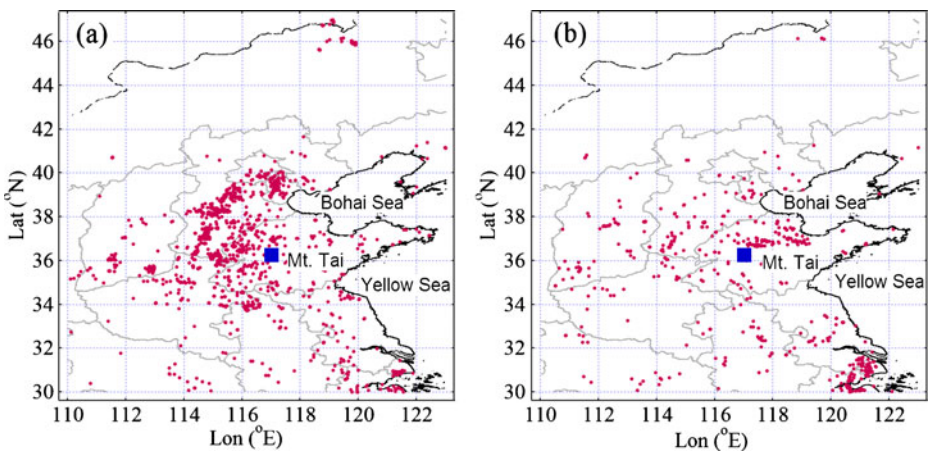 (a)
46
44
42
40
38
36
34
32
30
Lat (°N)
Bohai Sea
Mt. Tai
Yellow Sea
110 112 114 116 118 120 122
Lon (°E)
(b)
46
44
42
40
38
36
34
32
30
Lat (°N)
Bohai Sea
Mt. Tai
Yellow Sea
110 112 114 116 118 120 122
Lon (°E)